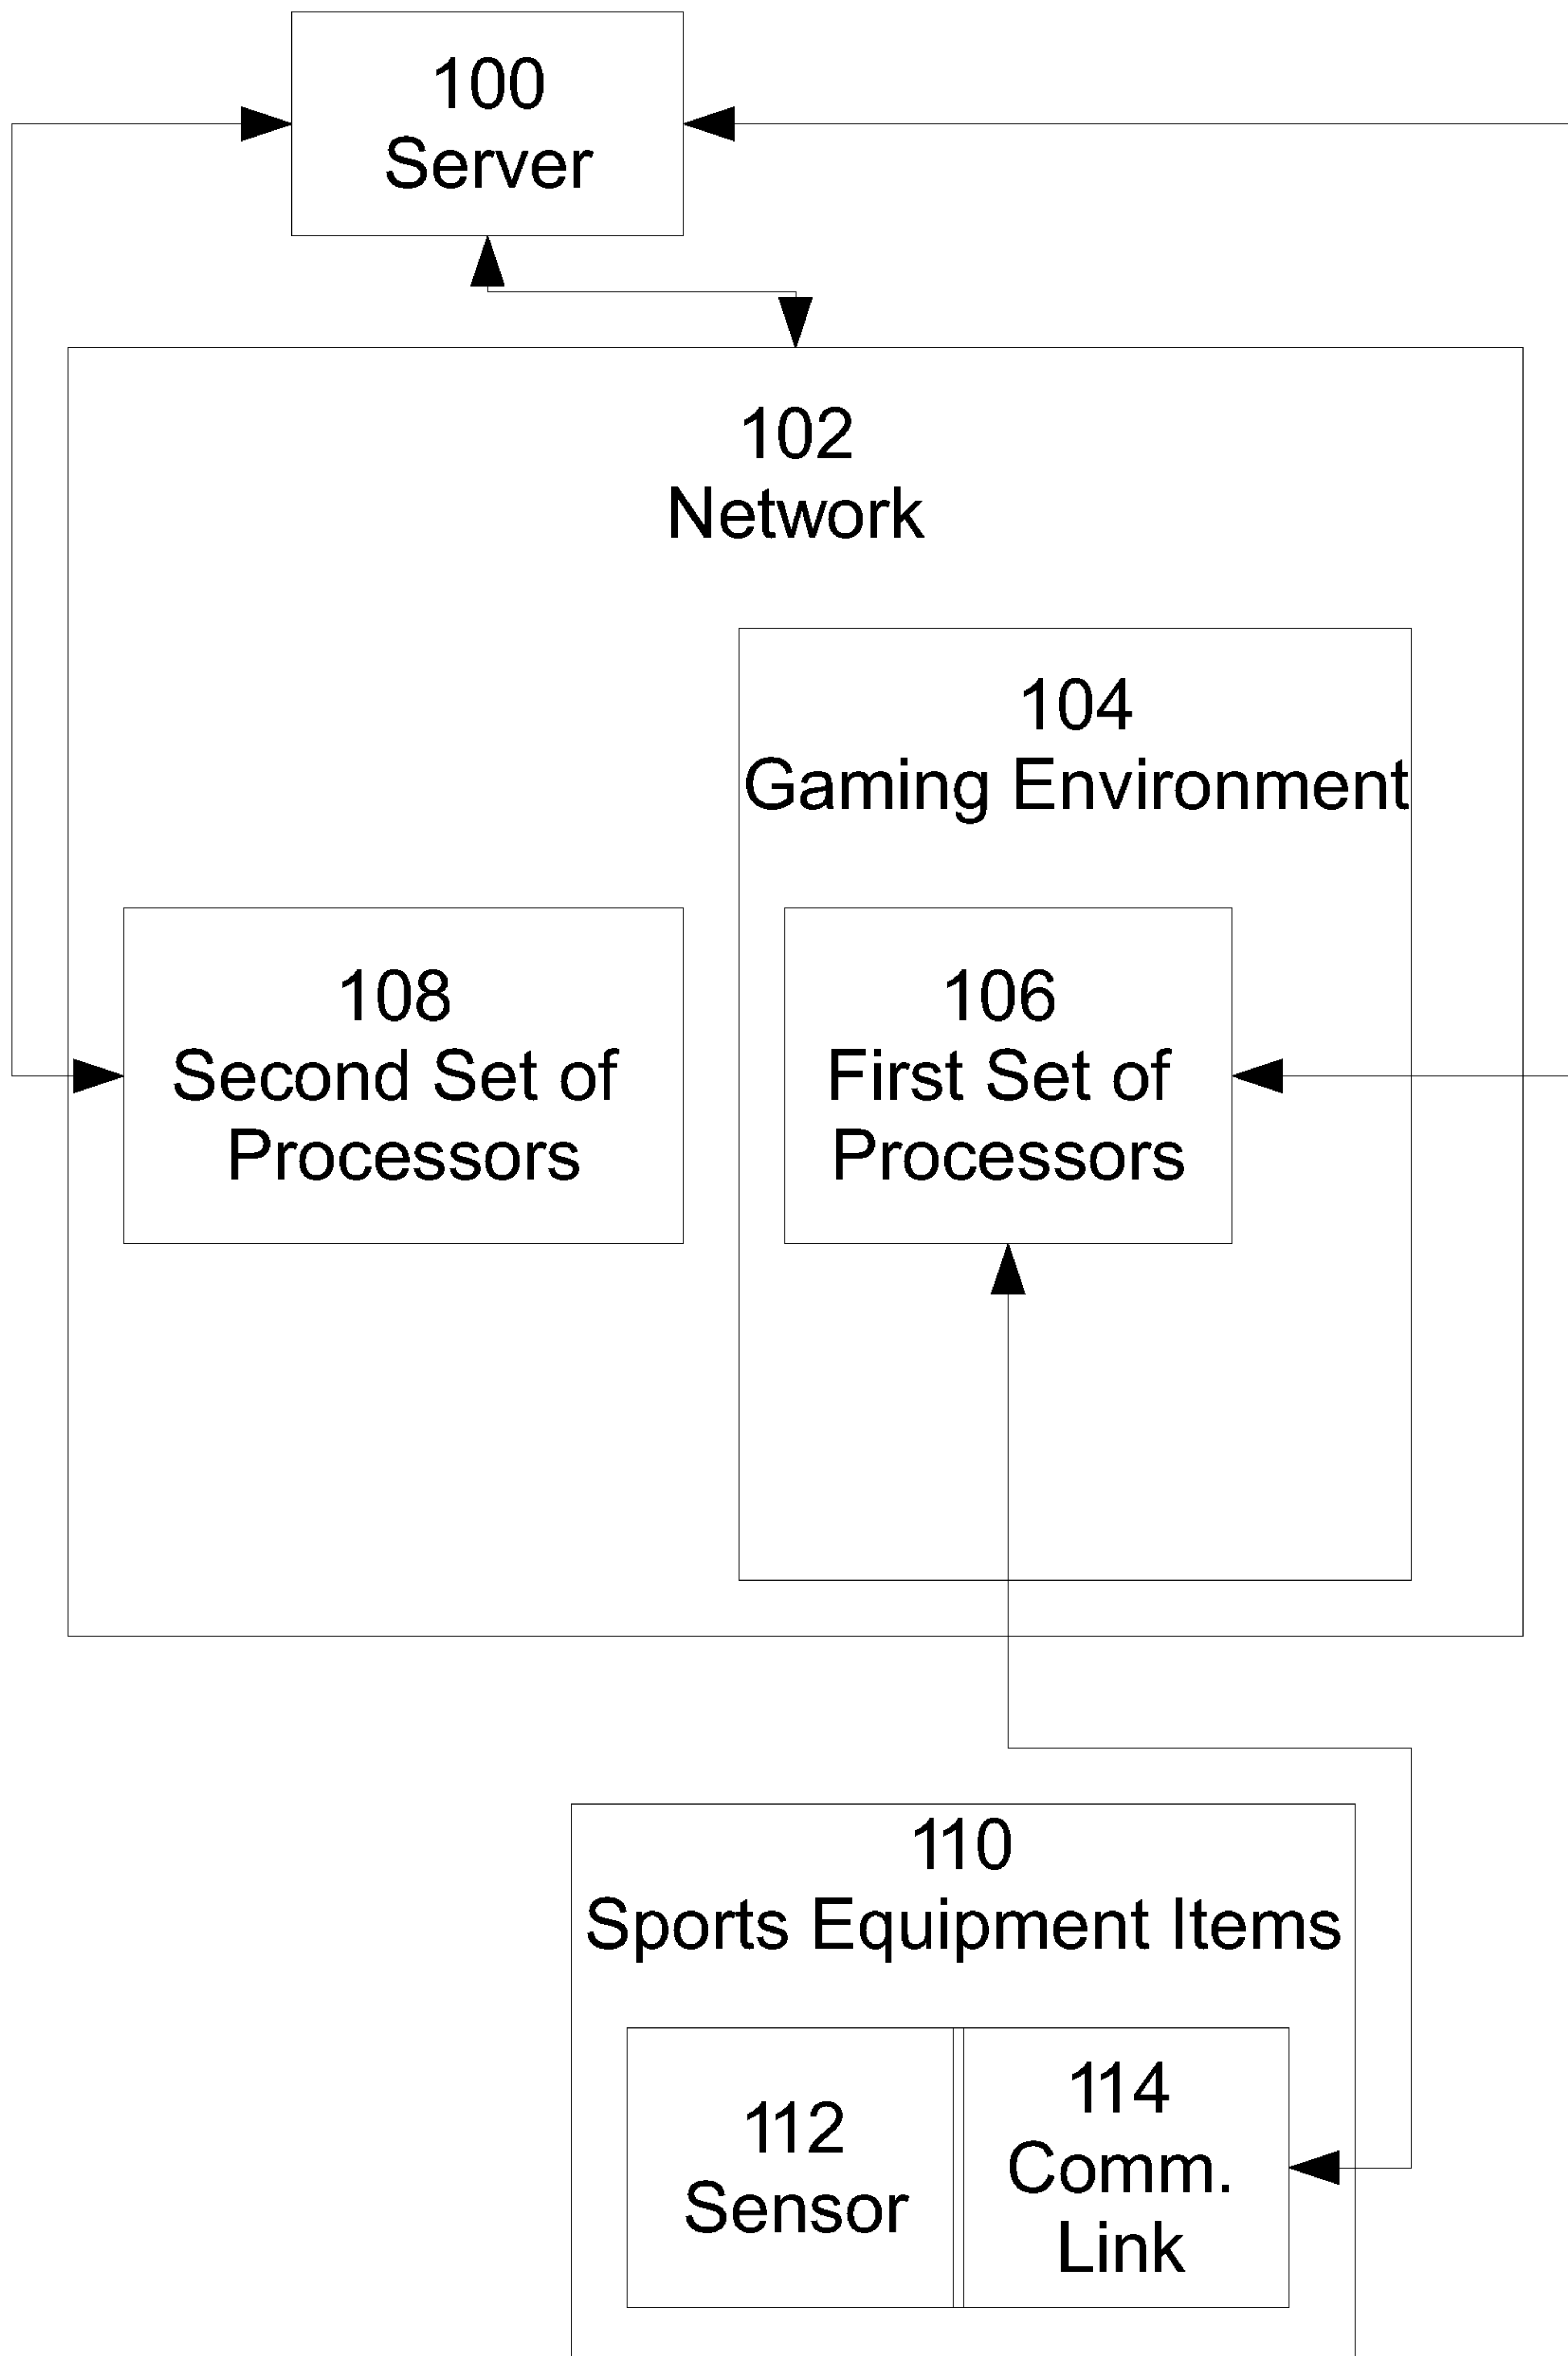 100
Server
102
Network
104
Gaming Environment
108
Second Set of
Processors
106
First Set of
Processors
110
Sports Equipment Items
112
Sensor
114
Comm.
Link